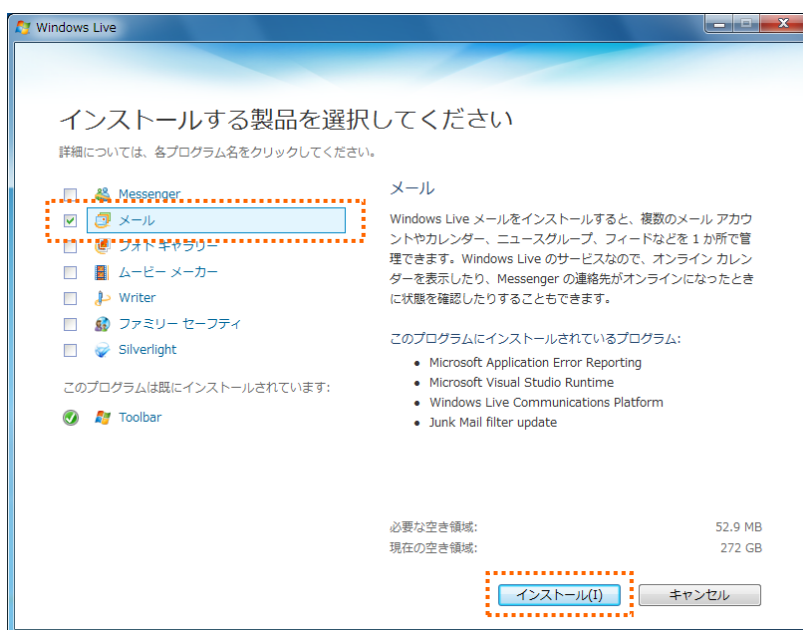 Windows Live
インストールする製品を選択してください
詳細については、各プログラム名をクリックしてください。
Messenger
メール
フォト ギャラリー
ムービー メーカー
Writer
ファミリー セーフティ
Silverlight
このプログラムは既にインストールされています:
Toolbar
メール
Windows Live メールをインストールすると、複数のメール アカウ
ントやカレンダー、ニュースグループ、フィードなどを 1 か所で管
理できます。Windows Live のサービスなので、オンライン カレン
ダーを表示したり、Messenger の連絡先がオンラインになったとき
に状態を確認したりすることもできます。
このプログラムにインストールされているプログラム:
• Microsoft Application Error Reporting
• Microsoft Visual Studio Runtime
• Windows Live Communications Platform
• Junk Mail filter update
必要な空き領域: 52.9 MB
現在の空き領域: 272 GB
インストール(I)
キャンセル